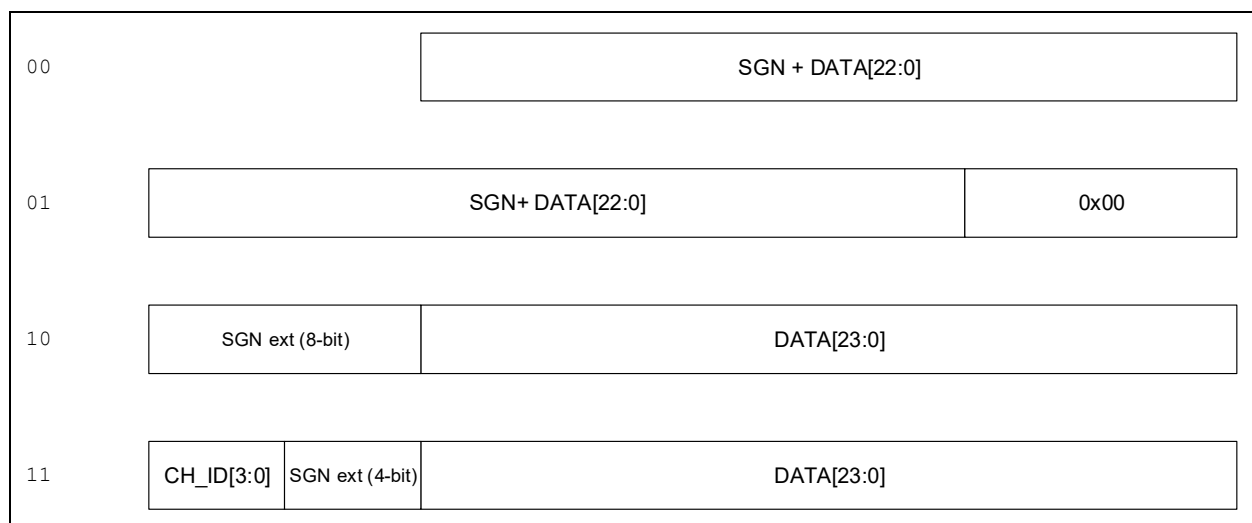 00 SGN + DATA[22:0]
01 SGN+ DATA[22:0] 0x00
10 SGN ext (8-bit) DATA[23:0]
11 CH_ID[3:0] SGN ext (4-bit) DATA[23:0]